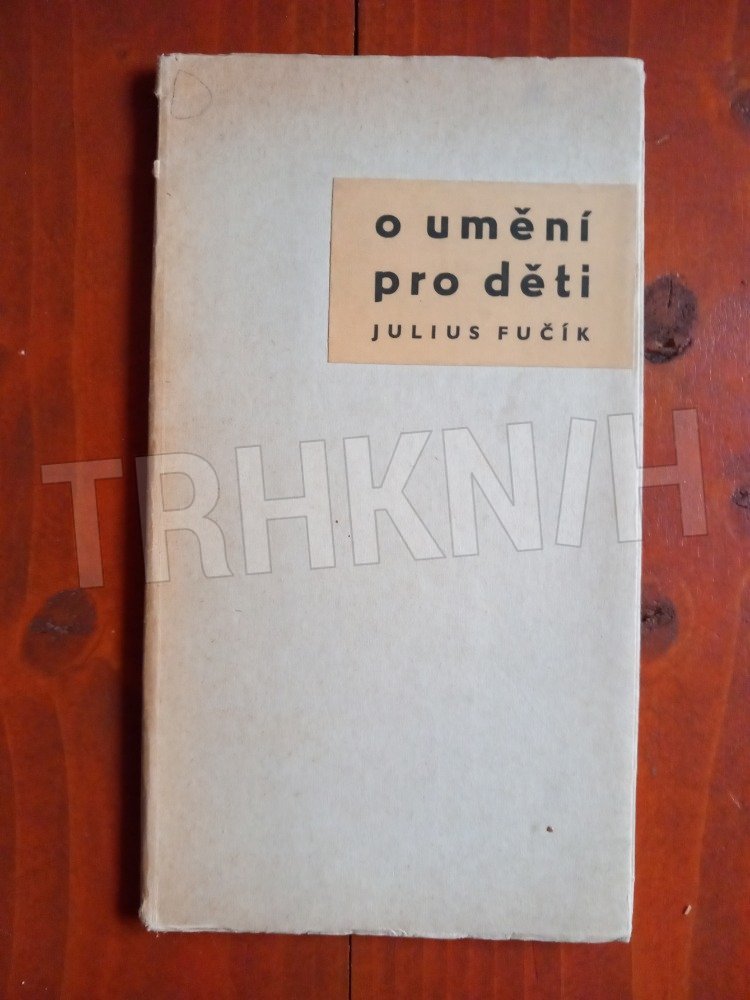 o umění
pro děti
JULIUS FUČÍK
TRHKNIH